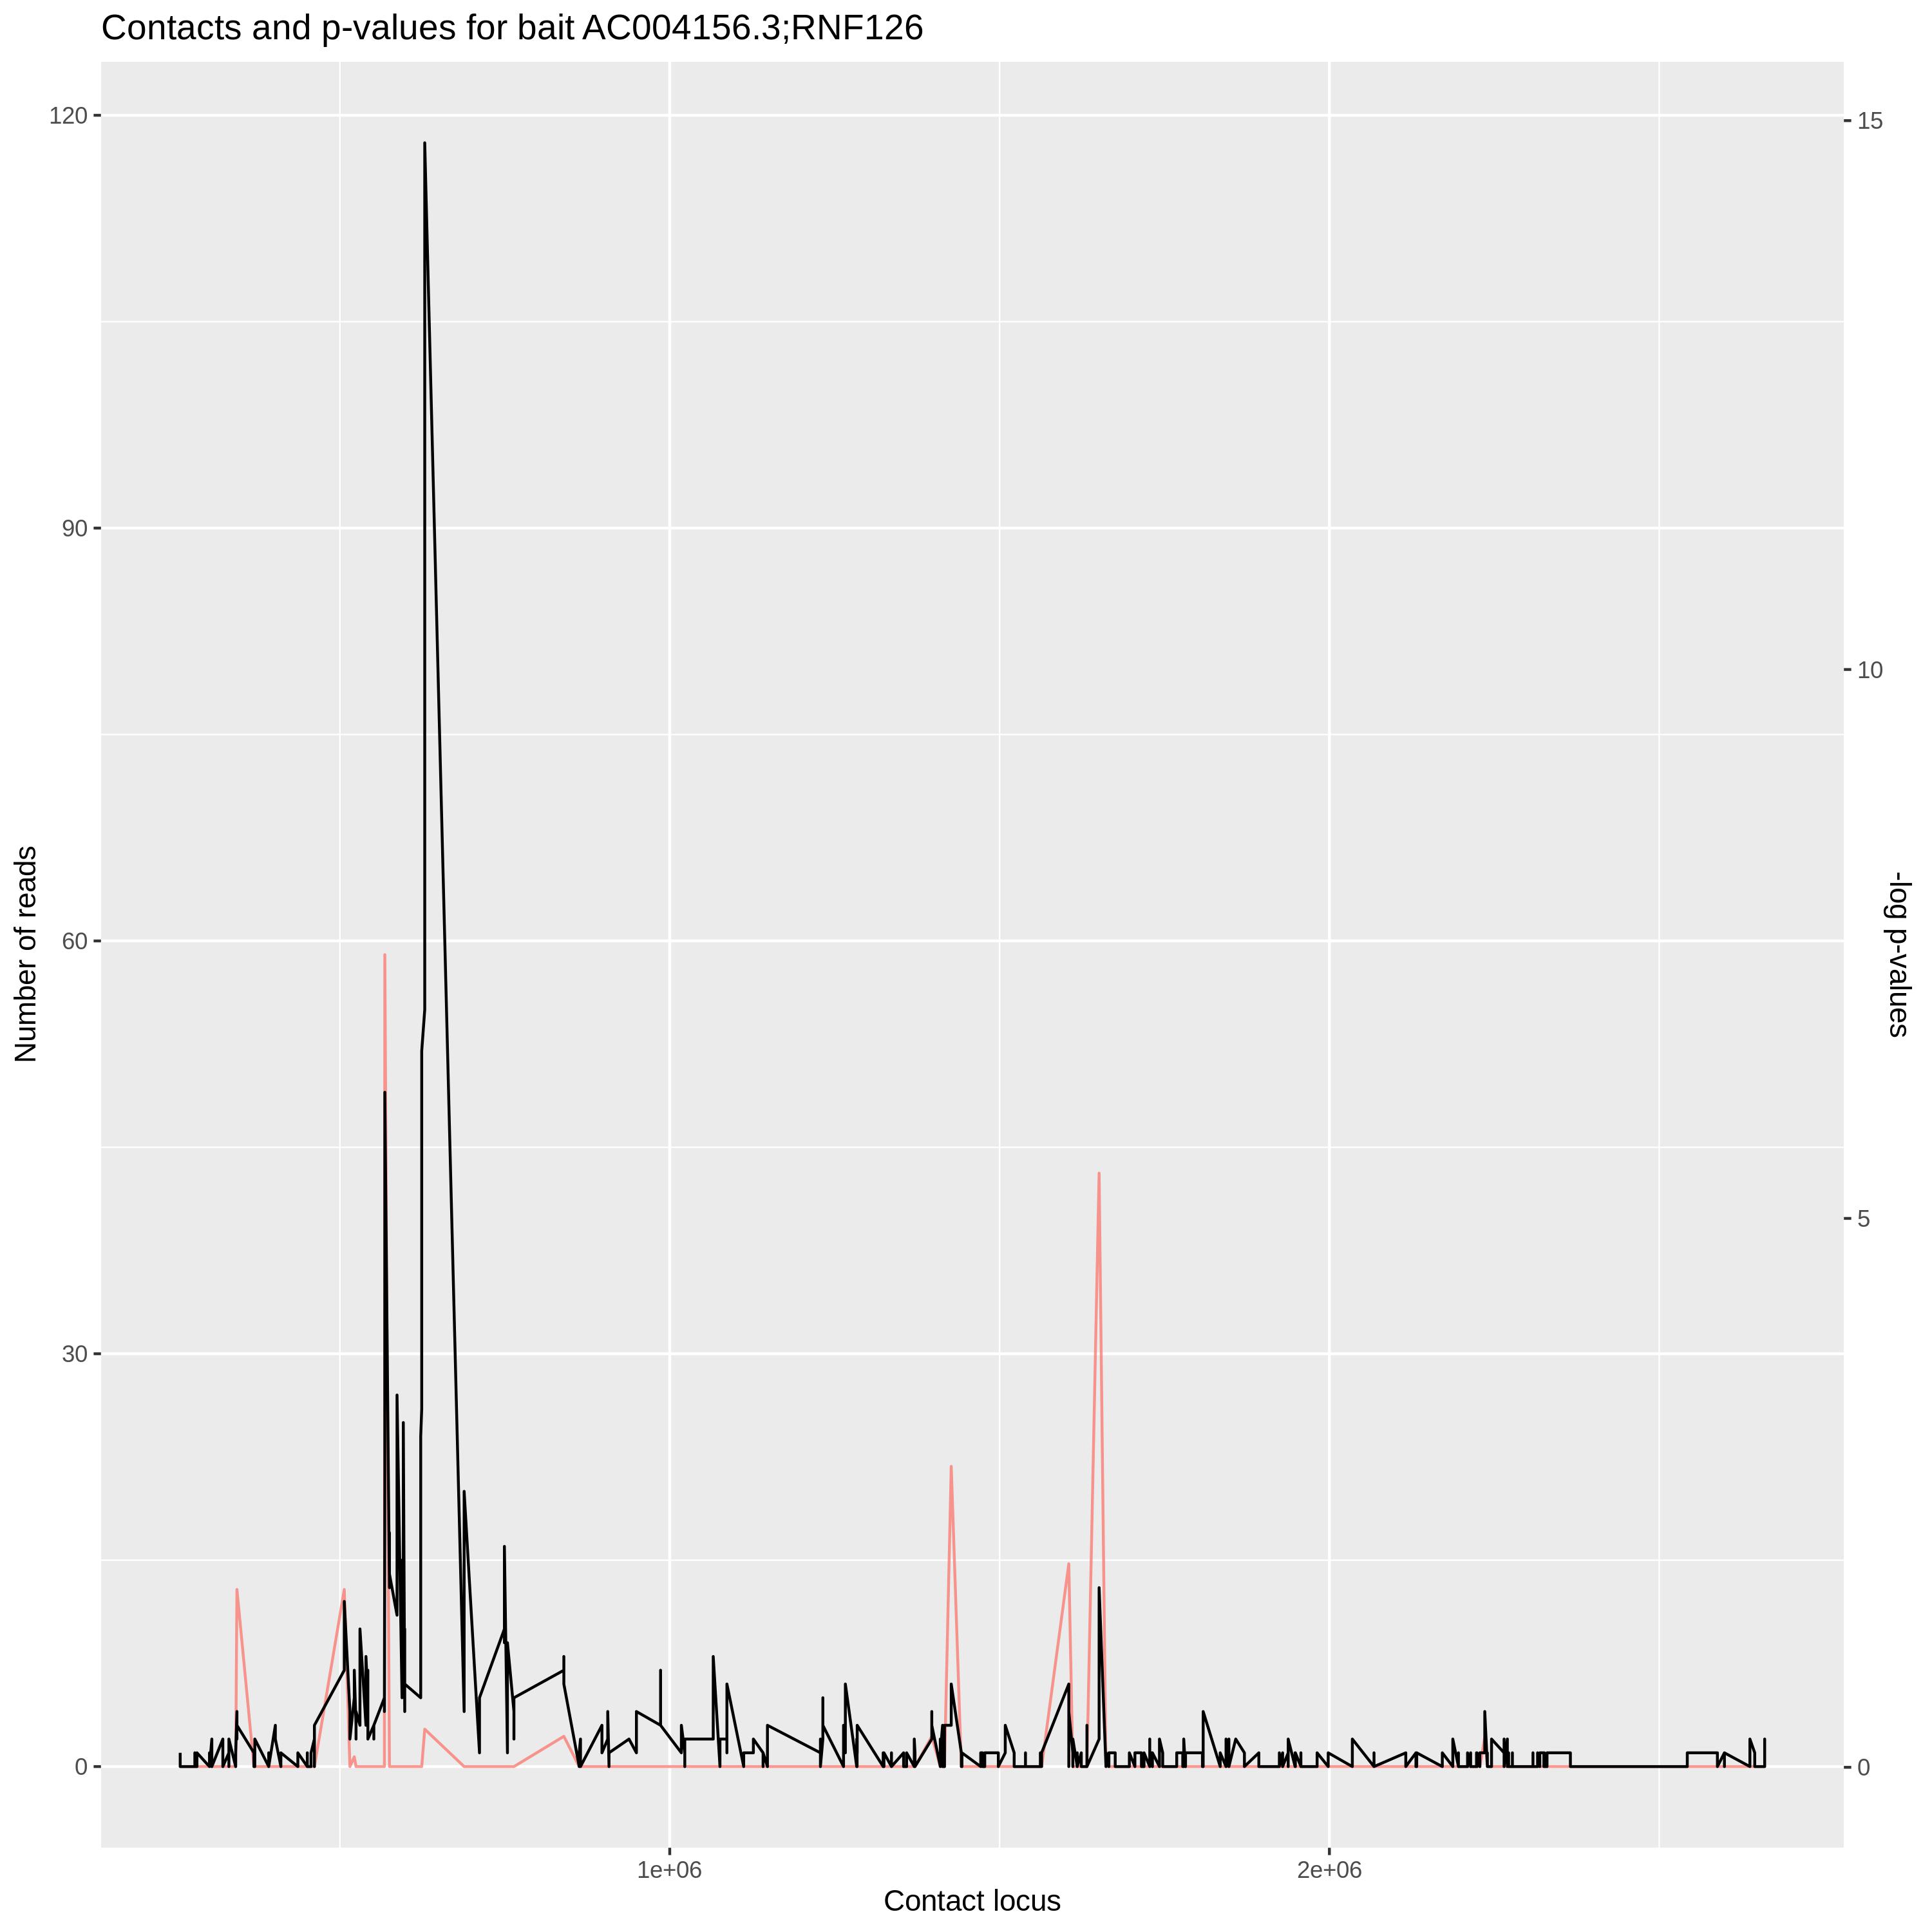 Contacts and p-values for bait AC004156.3;RNF126
120
90
60
30
0
Number of reads
15
10
5
0
-log p-values
1e+06
2e+06
Contact locus